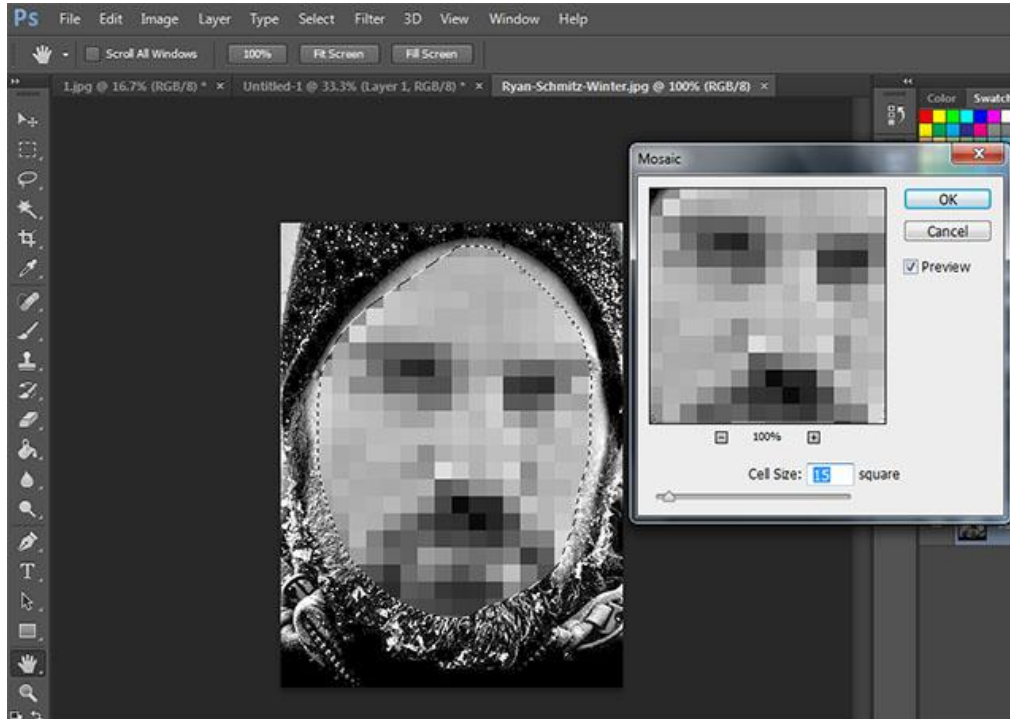 Ps File Edit Image Layer Type Select Filter 3D View Window Help
Scroll All Windows 100% Fit Screen Fill Screen
1.jpg @ 16.7% (RGB/8) * × Untitled-1 @ 33.3% (Layer 1, RGB/8) * × Ryan-Schmitz-Winter.jpg @ 100% (RGB/8) ×
Color Swatch
Mosaic
OK
Cancel
Preview
100%
Cell Size: 15 square